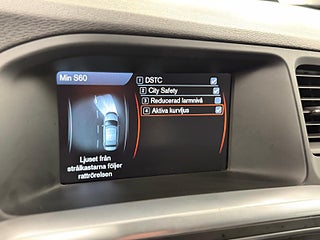 Min S60
1 DSTC
2 City Safety
3 Reducerad larmnivå
4 Aktiva kurvljus
Ljuset från
strålkastarna följer
rattrörelsen